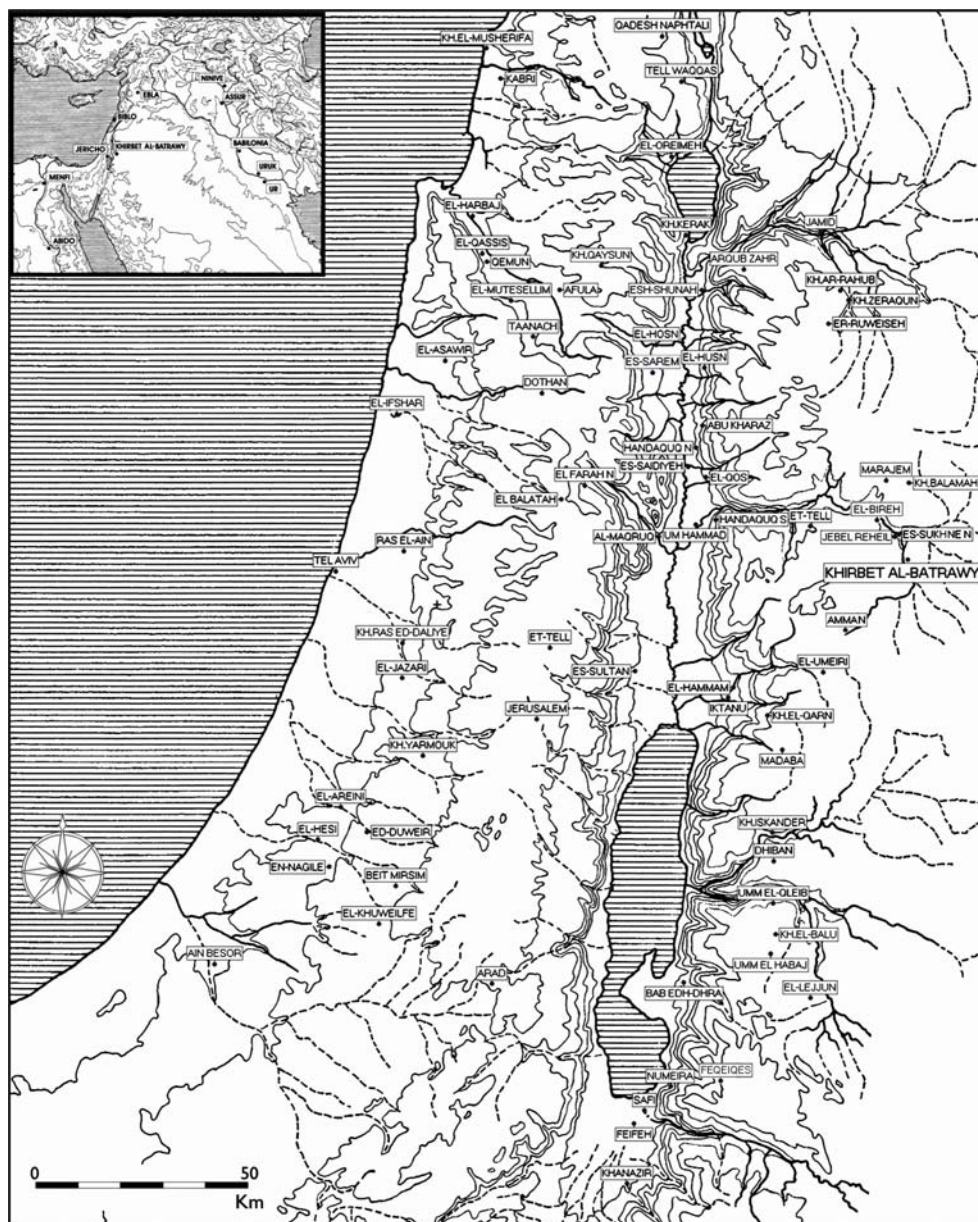 NINIVE
EBLA
ASSUR
BIBLO
BABILONIA
JERICHO
KHIRBET AL-BATRAWY
URUK
MENFI
UR
ABIDO
QADESH NAPHTALI
KH.EL-MUSHERIFA
KABRI
TELL WAQQAS
EL-OREIMEH
EL-HARBAJ
KH.KERAK
JAMID
EL-QASSIS
QEMUN
KH.QAYSUN
ARQUB ZAHR
EL-MUTESELLIM
AFULA
ESH-SHUNAH
KH.AR-RAHUB
KH.ZERAQUN
TAANACH
EL-HOSN
ER-RUWEISEH
EL-ASAWIR
ES-SAREM
EL-HUSN
DOTHAN
EL-IFSHAR
ABU KHARAZ
HANDAQUQ N
EL FARAH N
ES-SAIDIYEH
EL-QOS
MARAJEM
KH.BALAMAH
EL BALATAH
EL-BIREH
HANDAQUQ S
ET-TELL
RAS EL-AIN
AL-MAQRUQ
UM HAMMAD
JEBEL REHEIL
ES-SUKHNE N
TEL AVIV
KHIRBET AL-BATRAWY
AMMAN
KH.RAS ED-DALIYE
ET-TELL
EL-JAZARI
ES-SULTAN
EL-HAMMAM
EL-UMEIRI
JERUSALEM
IKTANU
KH.EL-QARN
KH.YARMOUK
MADABA
EL-AREINI
EL-HESI
ED-DUWEIR
KH.ISKANDER
EN-NAGILE
BEIT MIRSIM
DHIBAN
EL-KHUWEILFE
UMM EL-QLEIB
AIN BESOR
KH.EL-BALU
UMM EL HABAJ
ARAD
BAB EDH-DHRA
EL-LEJJUN
FEQEIQES
NUMEIRA
SAFI
FEIFEH
KHANAZIR
0 50
Km